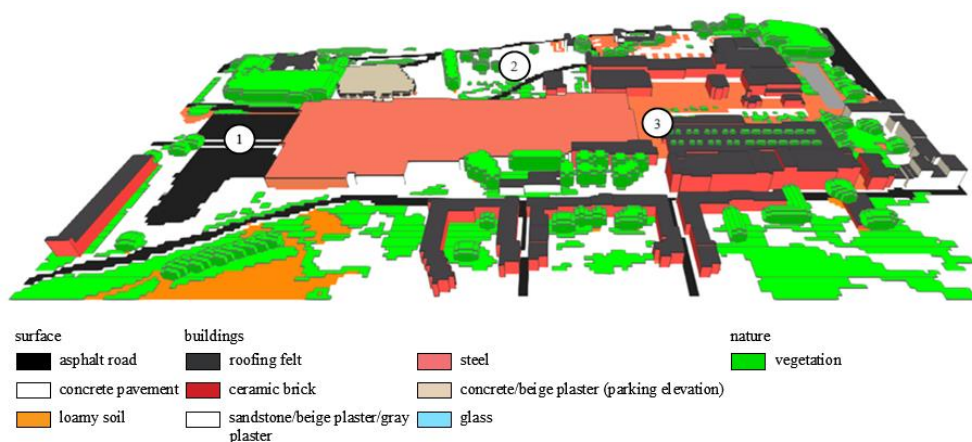 2
1
3
surface
buildings
nature
asphalt road
roofing felt
steel
vegetation
concrete pavement
ceramic brick
concrete/beige plaster (parking elevation)
loamy soil
sandstone/beige plaster/gray
plaster
glass